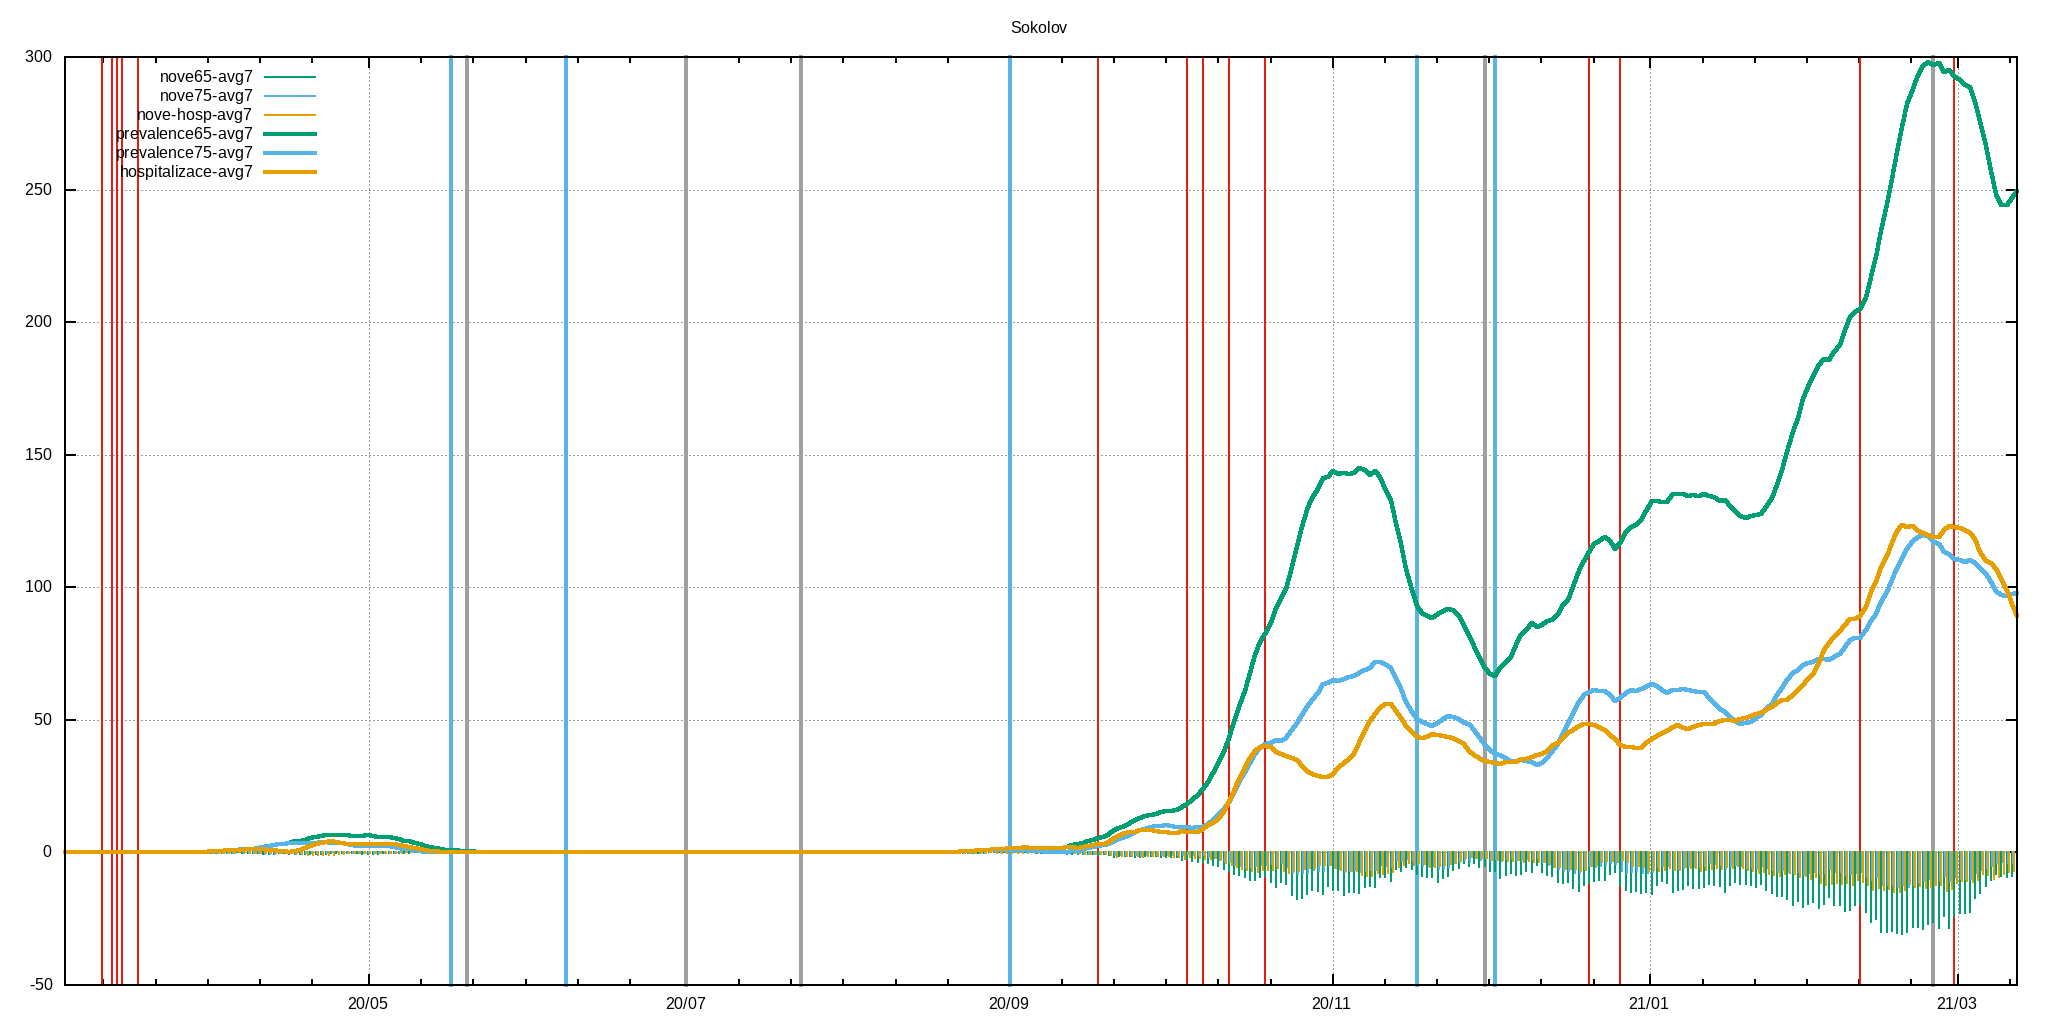 Sokolov
300
nove65-avg7
nove75-avg7
nove-hosp-avg7
prevalence65-avg7
prevalence75-avg7
hospitalizace-avg7
250
200
150
100
50
0
-50
20/05 20/07 20/09 20/11 21/01 21/03